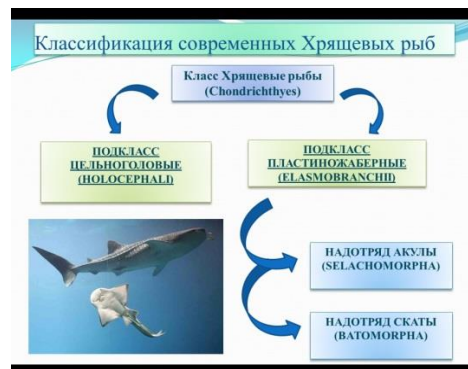 Классификация современных Хрящевых рыб
Класс Хрящевые рыбы
(Chondrichthyes)
ПОДКЛАСС
ЦЕЛЬНОГОЛОВЫЕ
(HOLOCEPHALI)
ПОДКЛАСС
ПЛАСТИНОЖАБЕРНЫЕ
(ELASMOBRANCHII)
НАДОТРЯД АКУЛЫ
(SELACHOMORPHA)
НАДОТРЯД СКАТЫ
(BATOMORPHA)